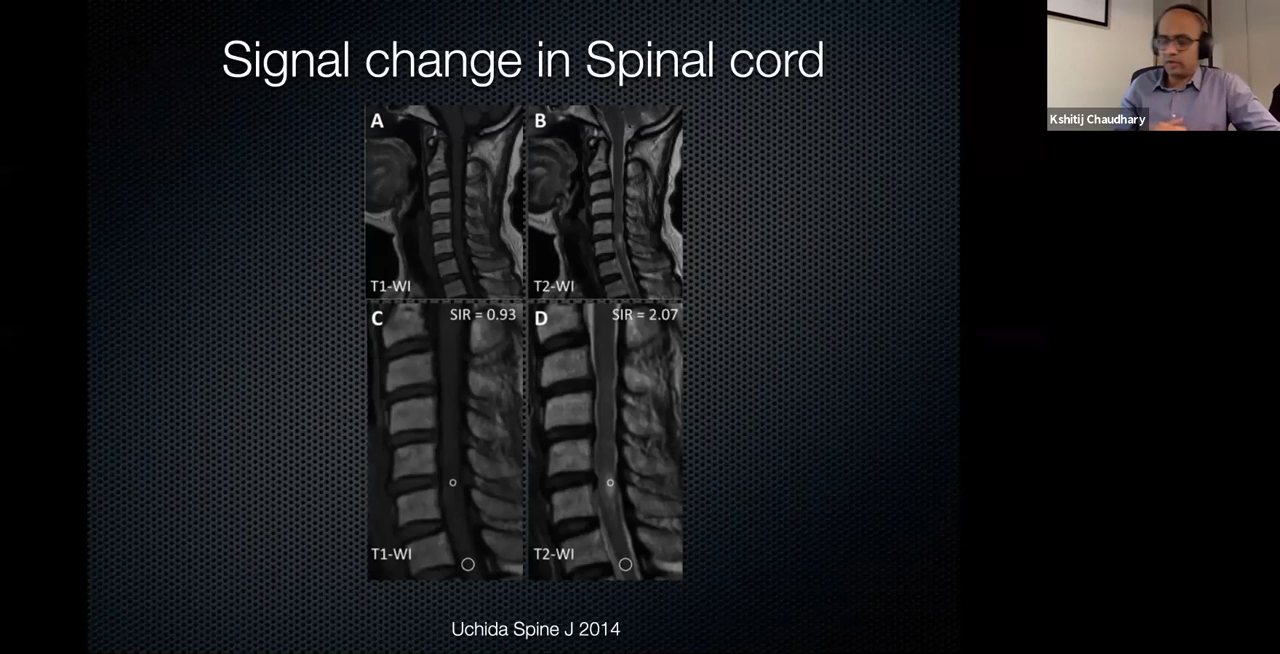 Signal change in Spinal cord
A
B
T1-WI
T2-WI
C
SIR = 0.93
D
SIR = 2.07
T1-WI
T2-WI
Uchida Spine J 2014
Kshitij Chaudhary